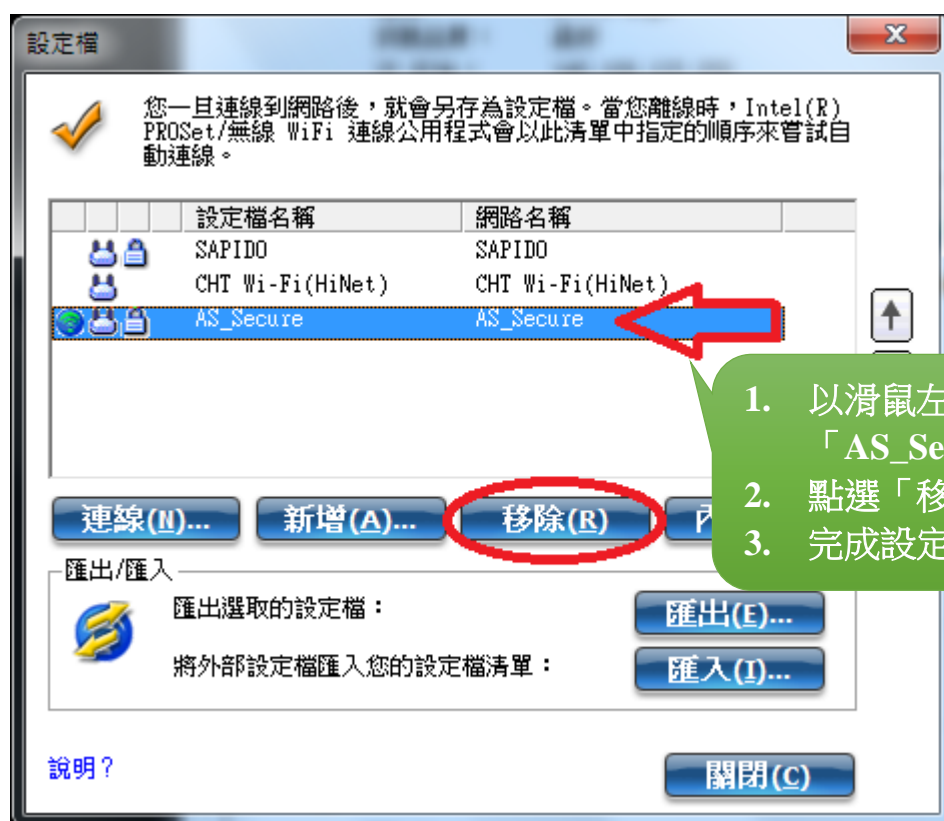 設定檔
您一旦連線到網路後，就會另存為設定檔。當您離線時，Intel(R)
PROSet/無線 WiFi 連線公用程式會以此清單中指定的順序來嘗試自
動連線。
設定檔名稱 網路名稱
SAPIDO SAPIDO
CHT Wi-Fi(HiNet) CHT Wi-Fi(HiNet)
AS_Secure AS_Secure
1. 以滑鼠左
「AS_Se
2. 點選「移
3. 完成設定
連線(N)... 新增(A)... 移除(R)
匯出/匯入
匯出選取的設定檔： 匯出(E)...
將外部設定檔匯入您的設定檔清單： 匯入(I)...
說明？ 關閉(C)